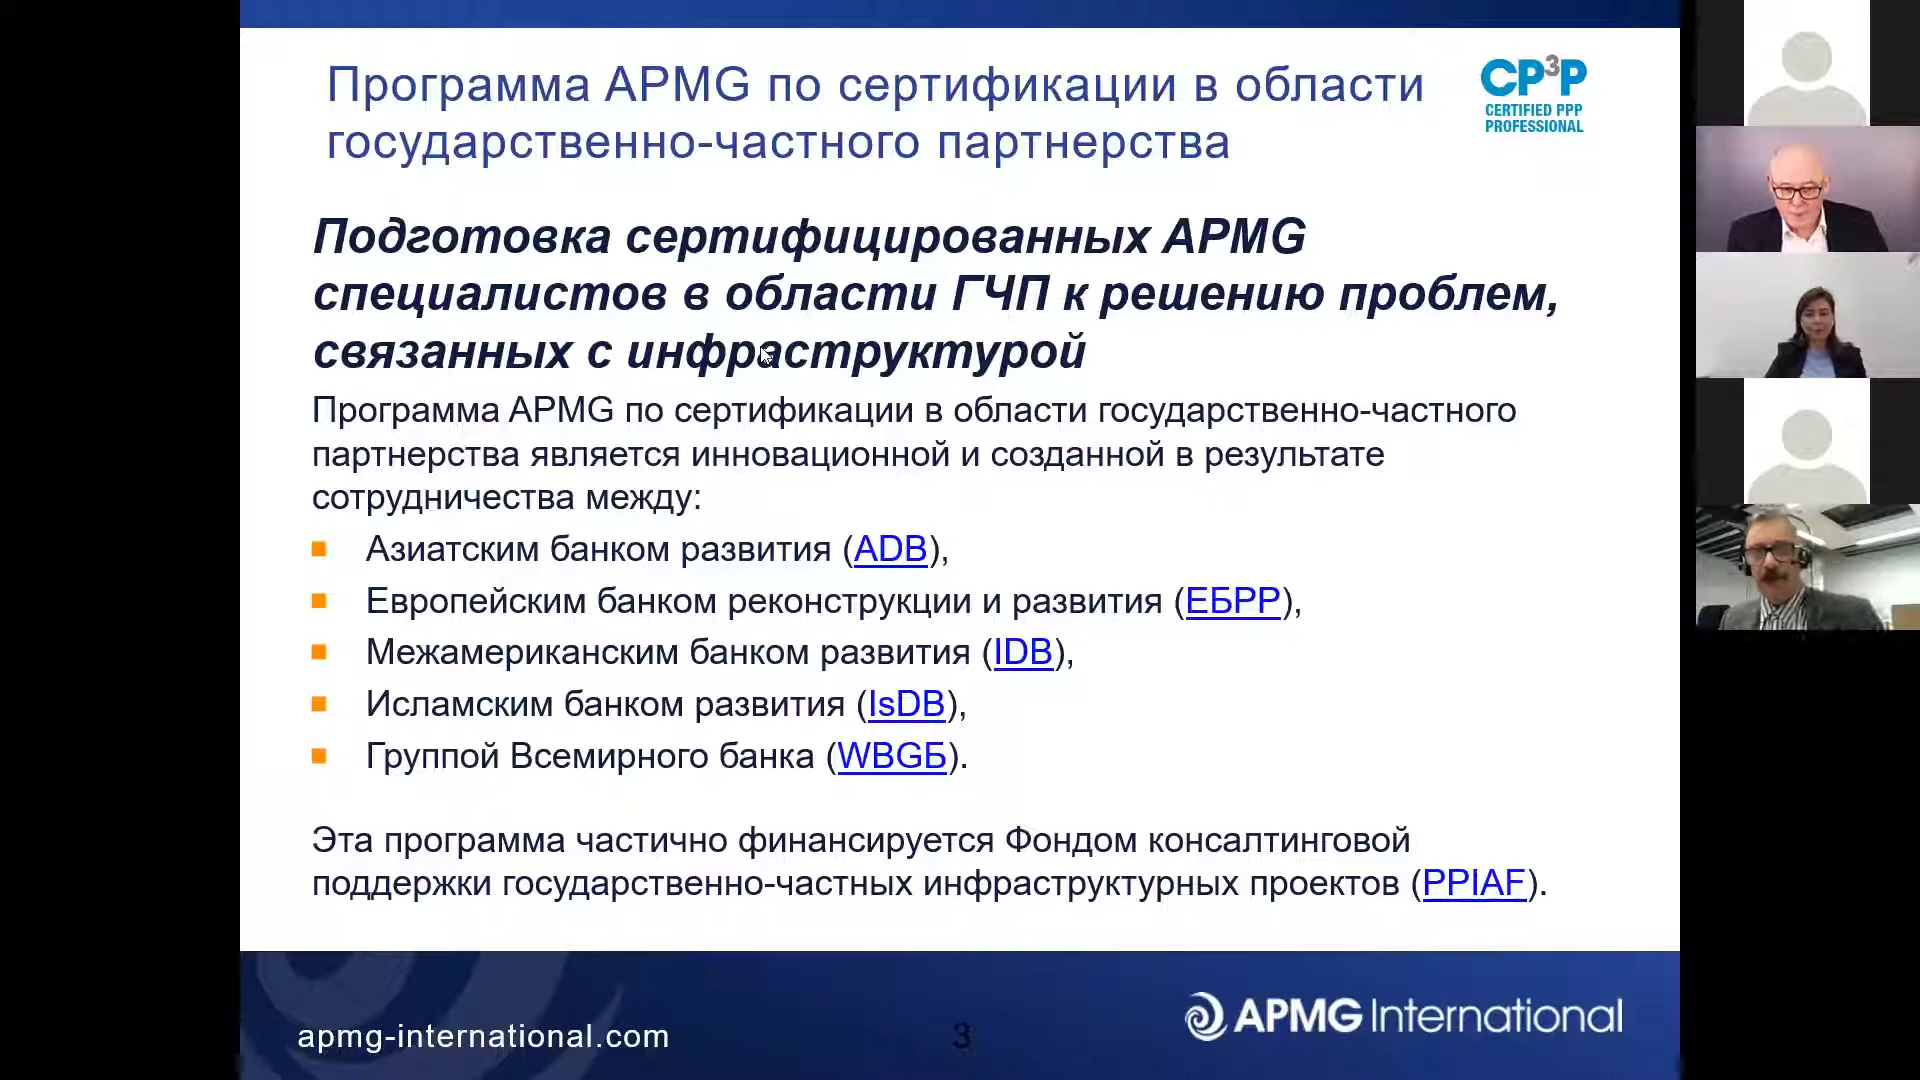 Программа APMG по сертификации в области
государственно-частного партнерства
CP3P
CERTIFIED PPP
PROFESSIONAL
Подготовка сертифицированных APMG
специалистов в области ГЧП к решению проблем,
связанных с инфраструктурой
Программа APMG по сертификации в области государственно-частного
партнерства является инновационной и созданной в результате
сотрудничества между:
Азиатским банком развития (ADB),
Европейским банком реконструкции и развития (ЕБРР),
Межамериканским банком развития (IDB),
Исламским банком развития (IsDB),
Группой Всемирного банка (WBGБ).
Эта программа частично финансируется Фондом консалтинговой
поддержки государственно-частных инфраструктурных проектов (PPIAF).
apmg-international.com
3
APMG International